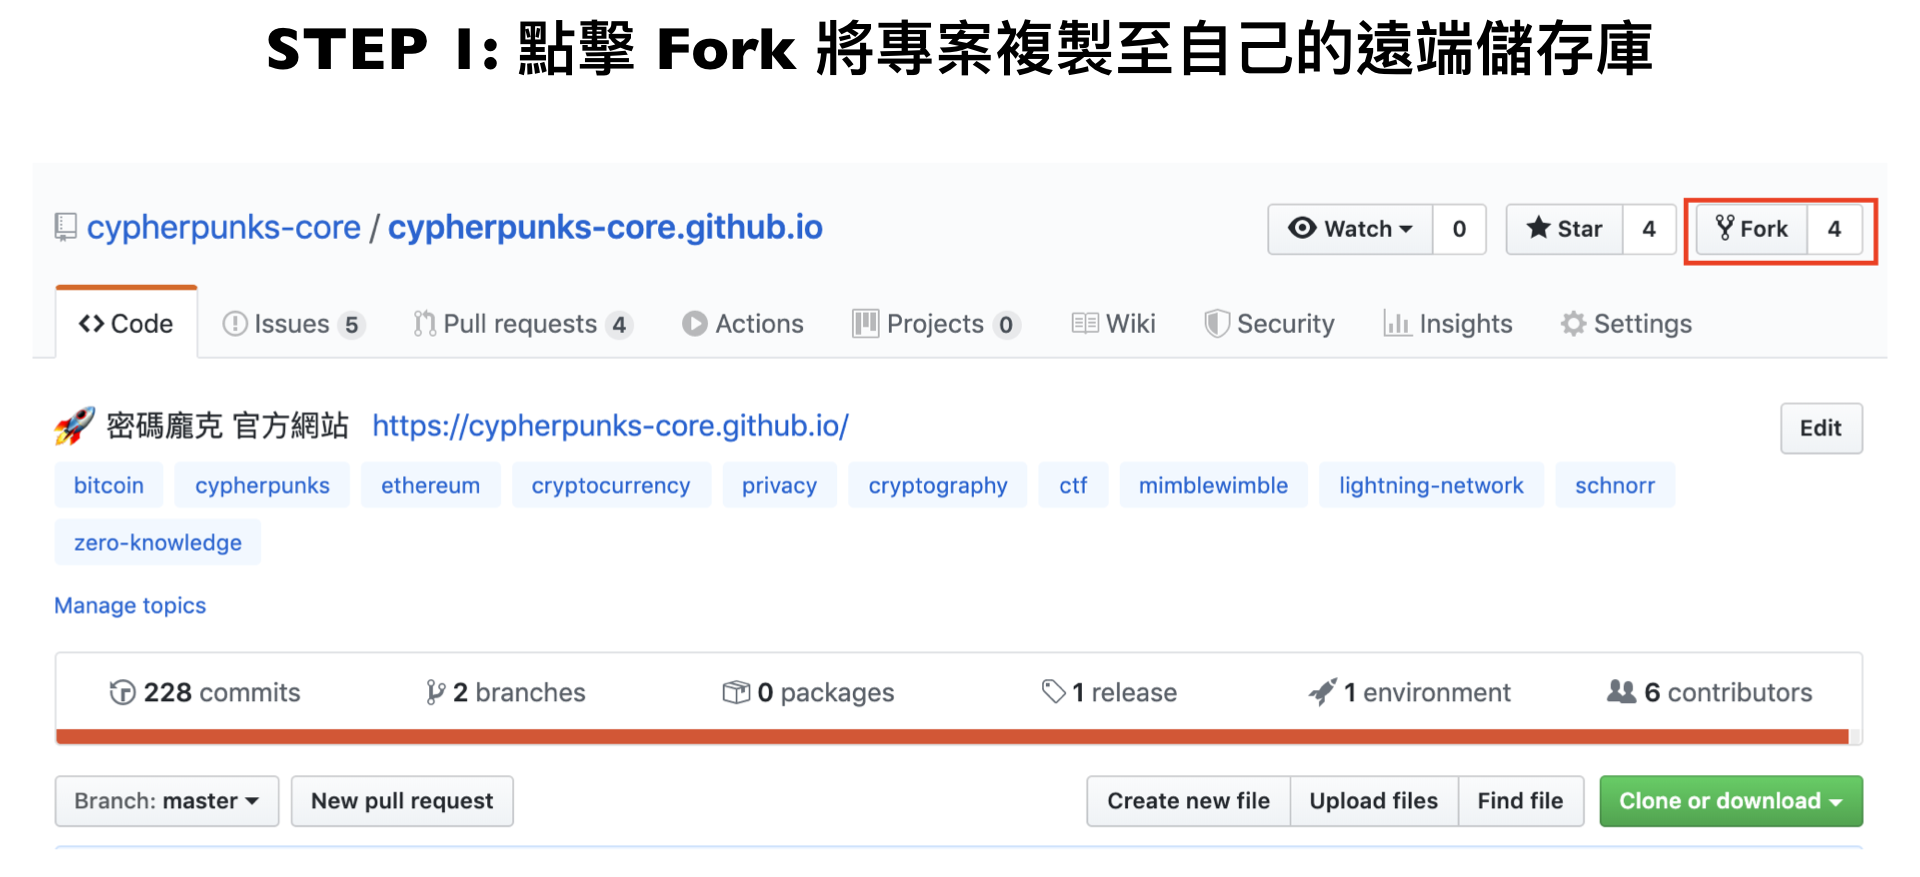 STEP 1: 點擊 Fork 將專案複製至自己的遠端儲存庫
cypherpunks-core / cypherpunks-core.github.io Watch 0 Star 4 Fork 4
Code Issues 5 Pull requests 4 Actions Projects 0 Wiki Security Insights Settings
密碼龐克 官方網站 https://cypherpunks-core.github.io/ Edit
bitcoin cypherpunks ethereum cryptocurrency privacy cryptography ctf mimblewimble lightning-network schnorr
zero-knowledge
Manage topics
228 commits 2 branches 0 packages 1 release 1 environment 6 contributors
Branch: master New pull request Create new file Upload files Find file Clone or download